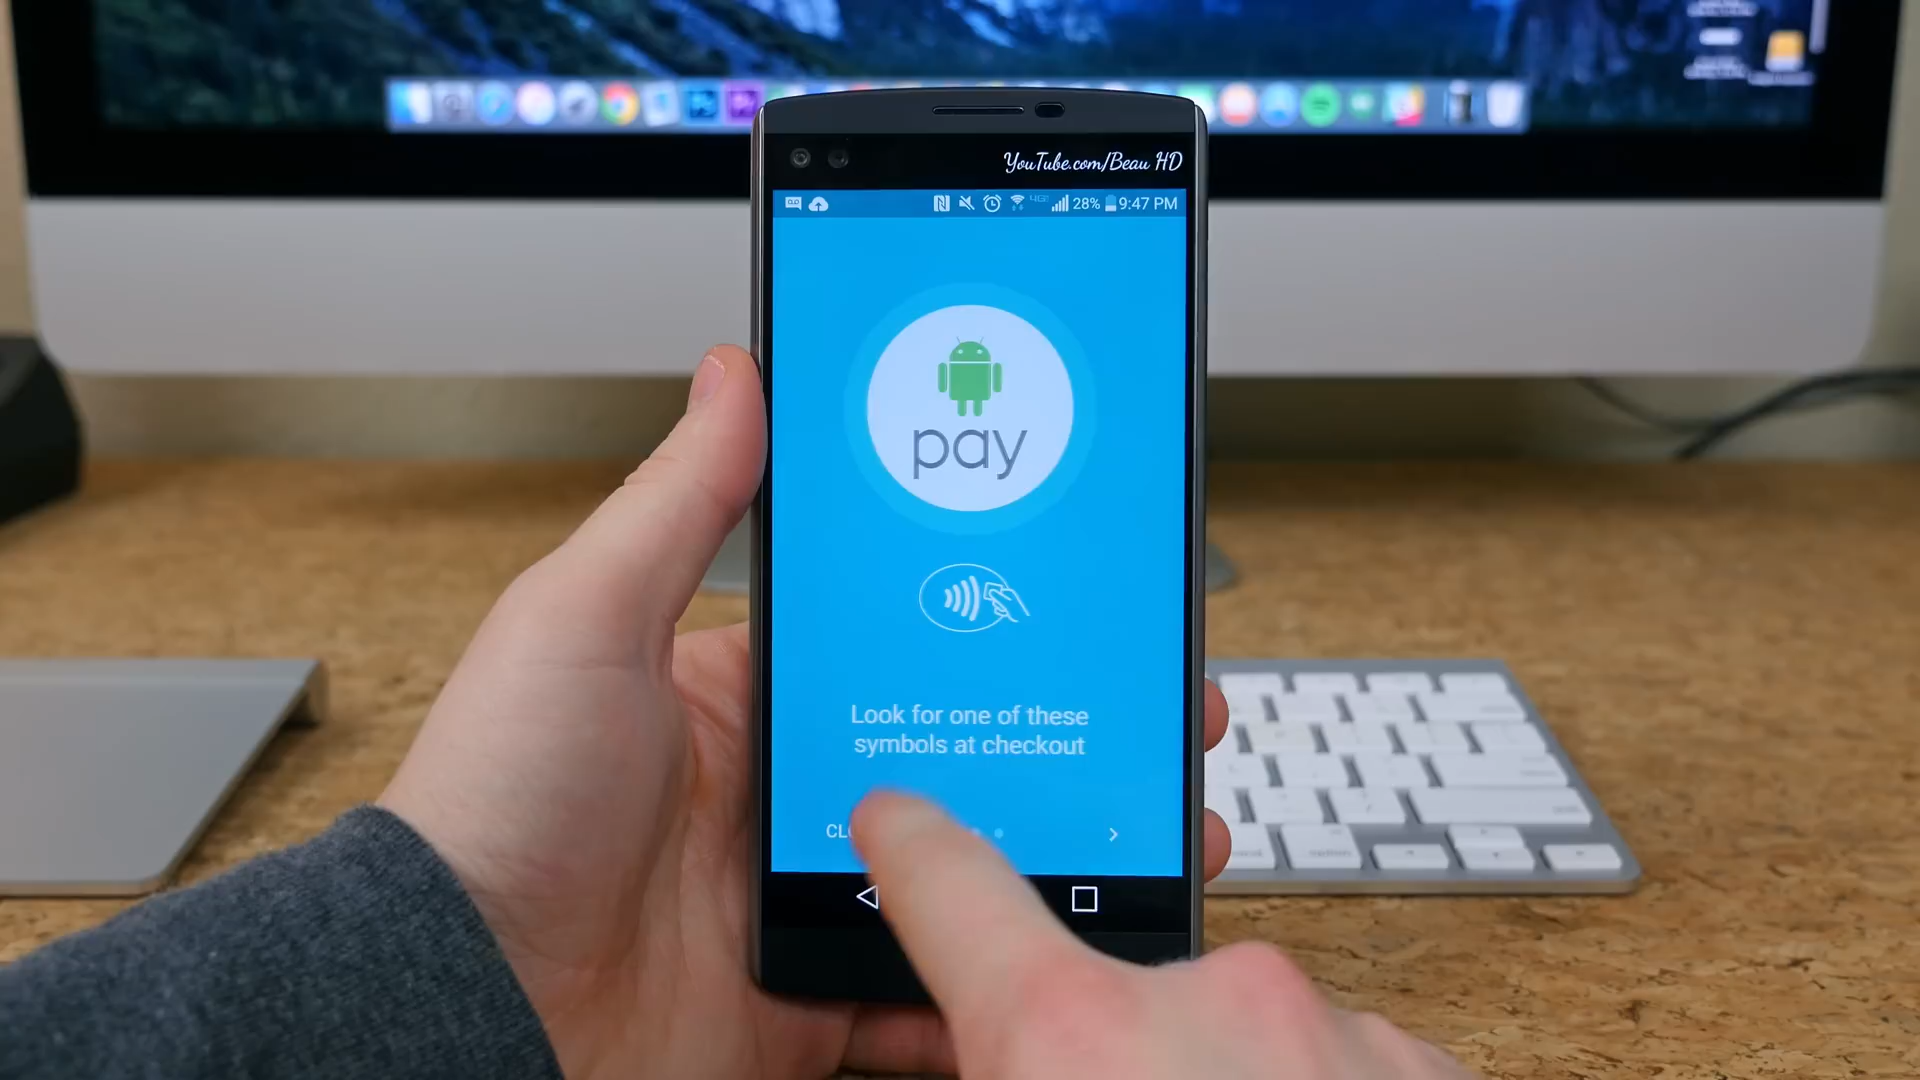 YouTube.com/Beau HD
28% 9:47 PM
pay
Look for one of these
symbols at checkout